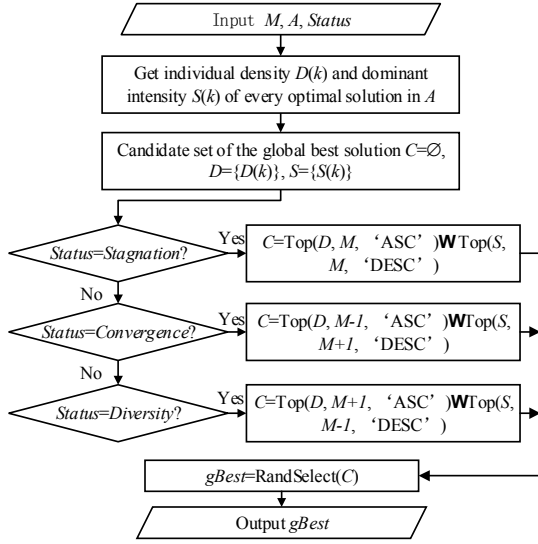 Input M, A, Status
Get individual density D(k) and dominant
intensity S(k) of every optimal solution in A
Candidate set of the global best solution C=∅,
D={D(k)}, S={S(k)}
Status=Stagnation?
Yes
C=Top(D, M, ‘ASC’)WTop(S,
M, ‘DESC’)
No
Status=Convergence?
Yes
C=Top(D, M-1, ‘ASC’)WTop(S,
M+1, ‘DESC’)
No
Status=Diversity?
Yes
C=Top(D, M+1, ‘ASC’)WTop(S,
M-1, ‘DESC’)
gBest=RandSelect(C)
Output gBest